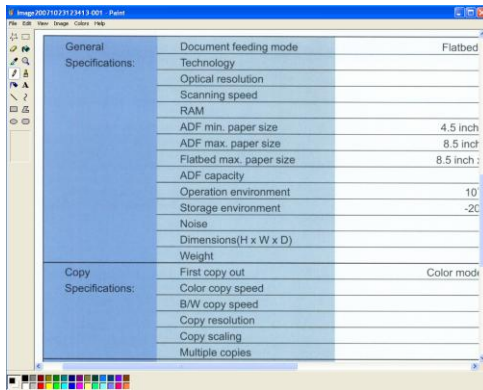 Image20071023123413-001 - Paint
File Edit View Image Colors Help
General Document feeding mode Flatbed
Specifications: Technology
Optical resolution
Scanning speed
RAM
ADF min. paper size 4.5 inch
ADF max. paper size 8.5 inch
Flatbed max. paper size 8.5 inch
ADF capacity
Operation environment 10
Storage environment -20
Noise
Dimensions(H x W x D)
Weight
Copy First copy out Color mode
Specifications: Color copy speed
B/W copy speed
Copy resolution
Copy scaling
Multiple copies